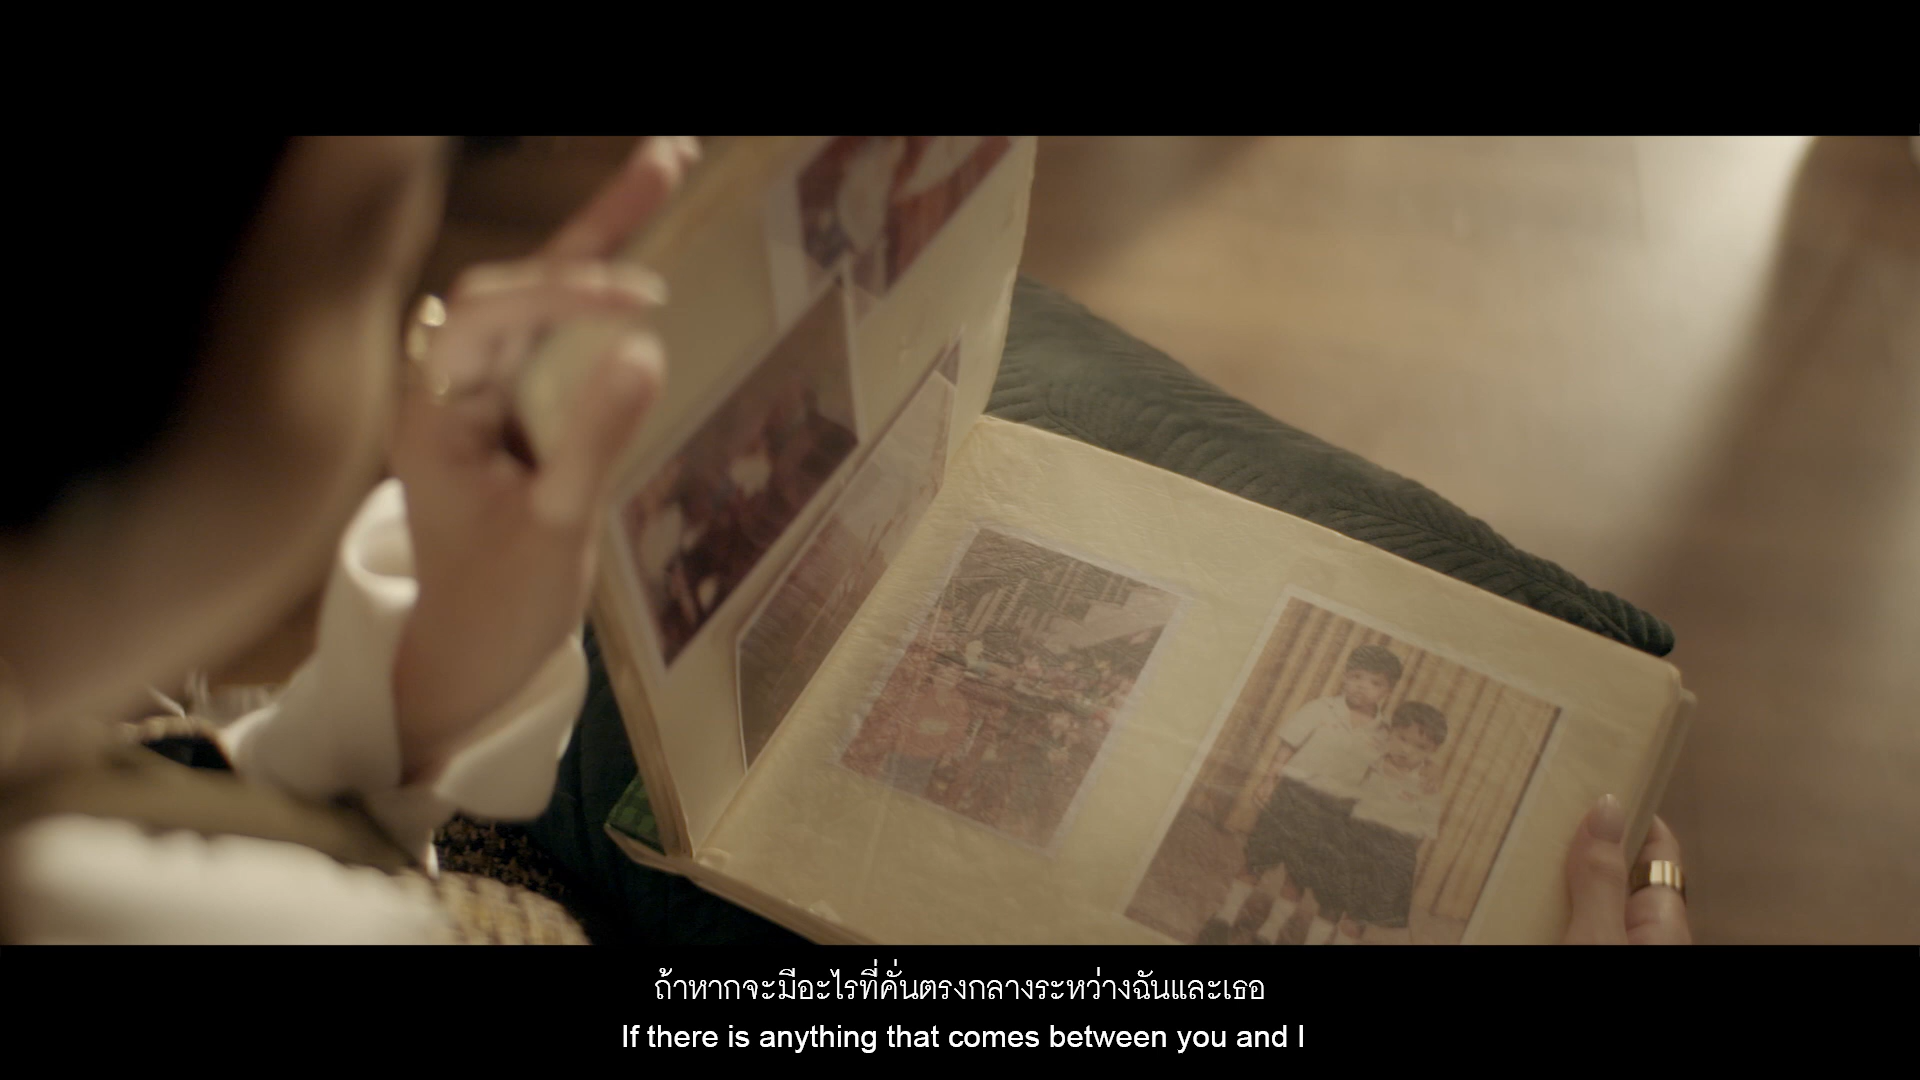 ถ้าหากจะมีอะไรที่คั่นตรงกลางระหว่างฉันและเธอ
If there is anything that comes between you and I